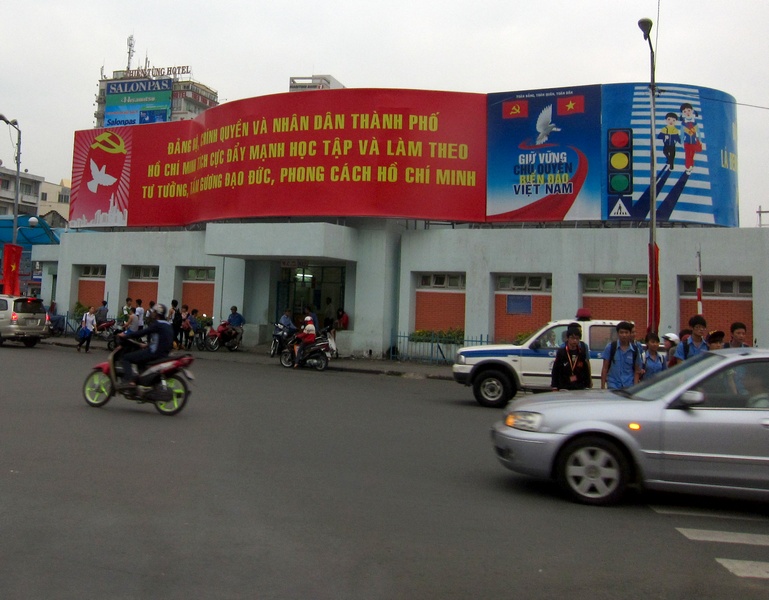 TÙNG HOTEL
SALONPAS
Hisamitsu
Salonpas
ĐẢNG BỘ, CHÍNH QUYỀN VÀ NHÂN DÂN THÀNH PHỐ
HỒ CHÍ MINH TÍCH CỰC ĐẨY MẠNH HỌC TẬP VÀ LÀM THEO
TƯ TƯỞNG, TẤM GƯƠNG ĐẠO ĐỨC, PHONG CÁCH HỒ CHÍ MINH
GIỮ VỮNG
CHỦ QUYỀN
BIỂN ĐẢO
VIỆT NAM